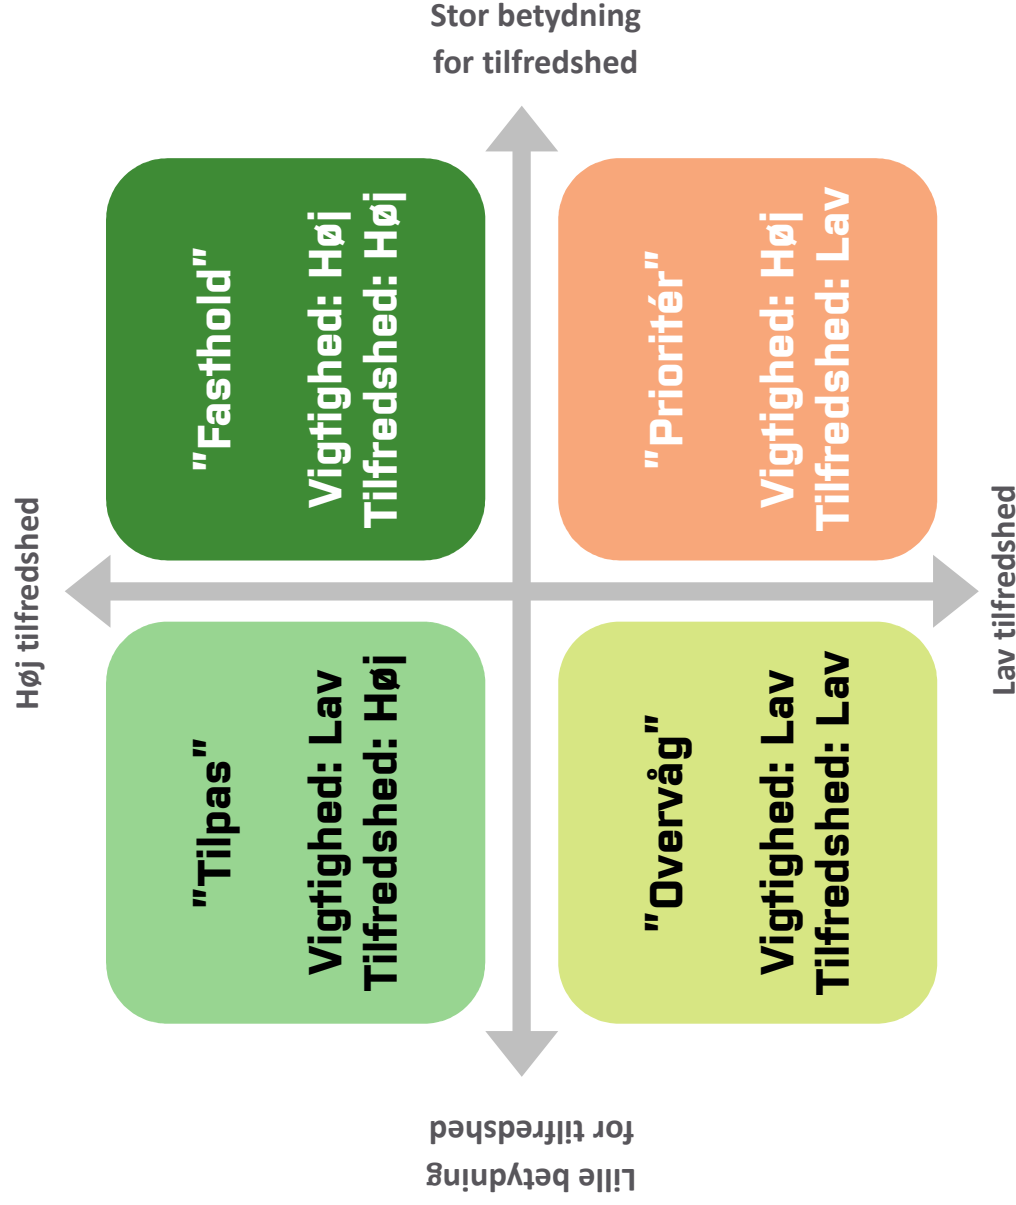 Stor betydning
for tilfredshed
Høj tilfredshed
"Tilpas"
Vigtighed: Lav
Tilfredshed: Høj
"Fasthold"
Vigtighed: Høj
Tilfredshed: Høj
"Overvåg"
Vigtighed: Lav
Tilfredshed: Lav
"Prioritér"
Vigtighed: Høj
Tilfredshed: Lav
Lav tilfredshed
Lille betydning
for tilfredshed